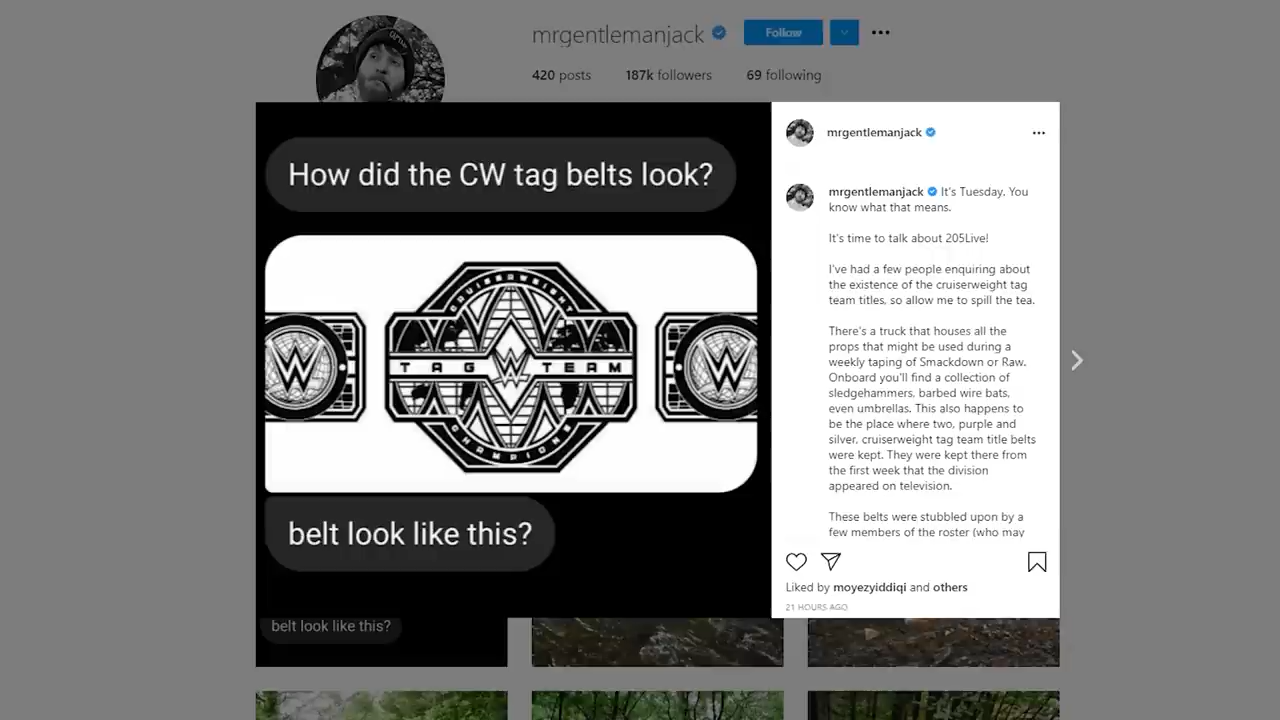 mrgentlemanjack
Follow
420 posts 187k followers 69 following
How did the CW tag belts look?
CRUISERWEIGHT
TAG W TEAM
CHAMPIONS
W
W
belt look like this?
mrgentlemanjack
mrgentlemanjack It's Tuesday. You
know what that means.
It's time to talk about 205Live!
I've had a few people enquiring about
the existence of the cruiserweight tag
team titles, so allow me to spill the tea.
There's a truck that houses all the
props that might be used during a
weekly taping of Smackdown or Raw.
Onboard you'll find a collection of
sledgehammers, barbed wire bats,
even umbrellas. This also happens to
be the place where two, purple and
silver, cruiserweight tag team title belts
were kept. They were kept there from
the first week that the division
appeared on television.
These belts were stubbled upon by a
few members of the roster (who may
Liked by moyezyiddiqi and others
21 HOURS AGO
belt look like this?